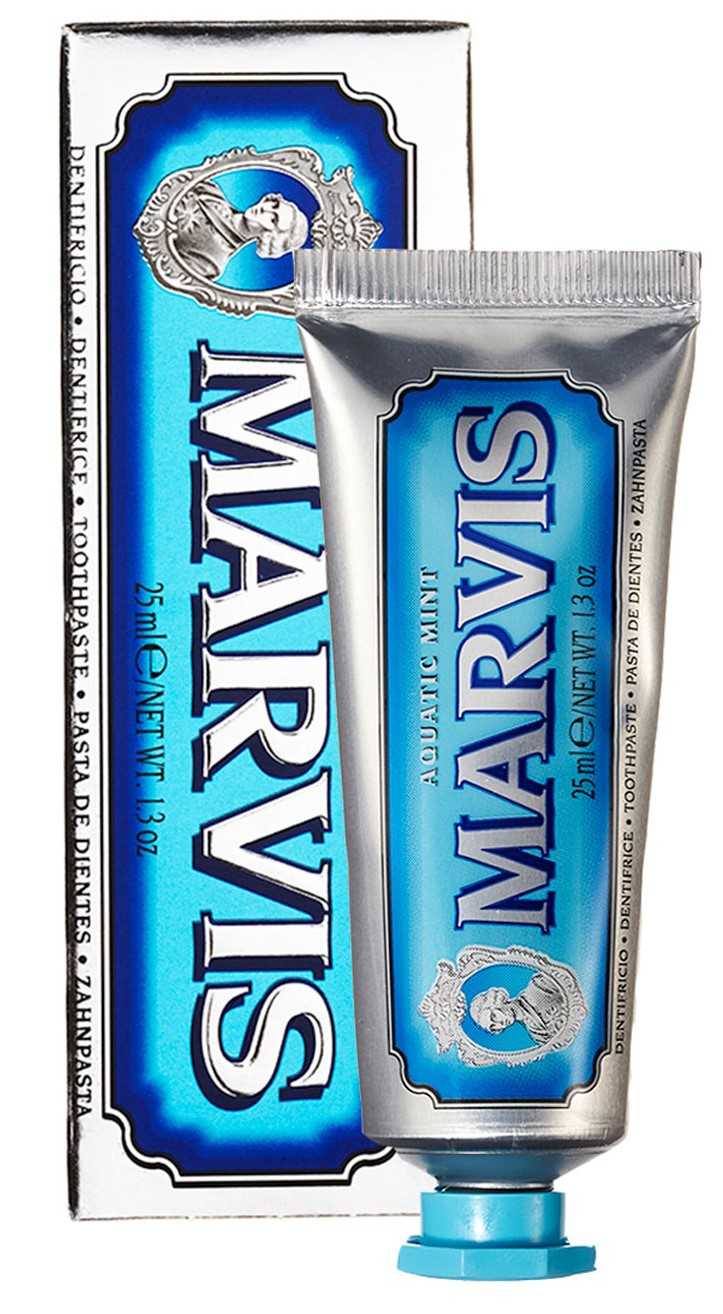 DENTIFRICIO • DENTIFRICE • TOOTHPASTE • PASTA DE DIENTES • ZAHNPASTA
MARVIS
25 ml e/NET WT. 1.3 oz
AQUATIC MINT
MARVIS
25 ml e/NET WT. 1.3 oz
DENTIFRICIO • DENTIFRICE • TOOTHPASTE • PASTA DE DIENTES • ZAHNPASTA